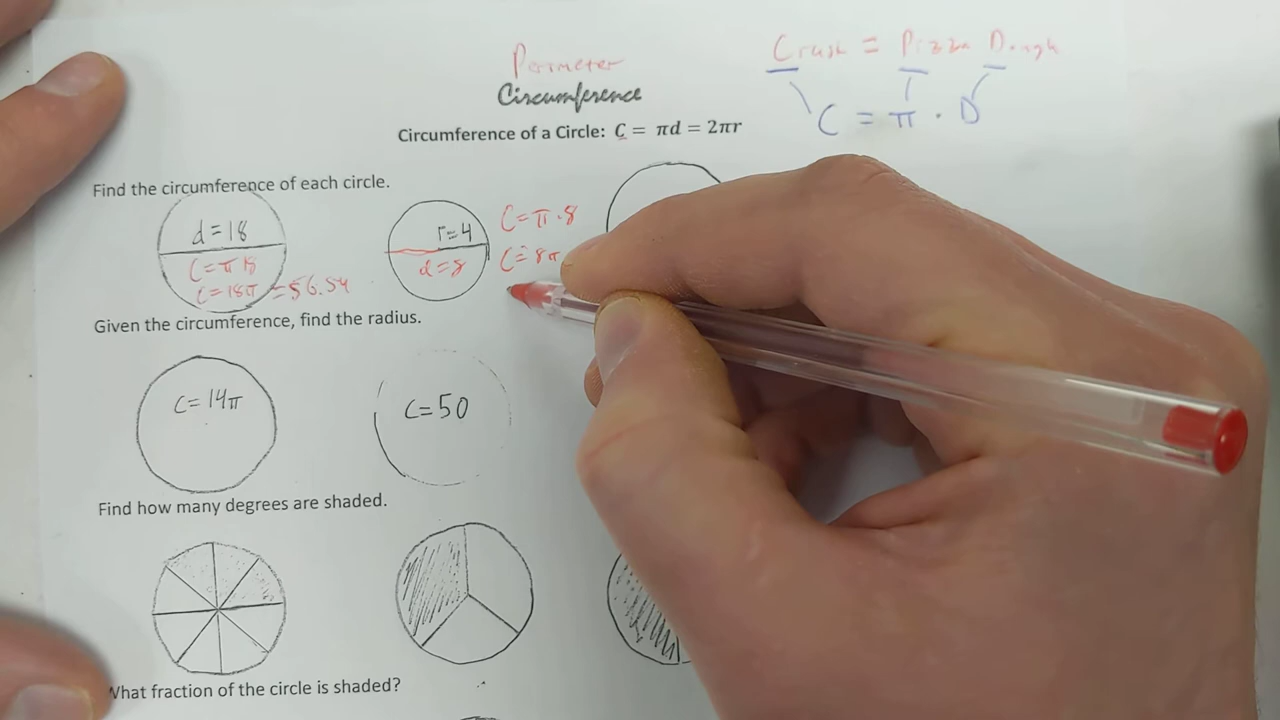 Perimeter
Crush = Pizza Dough
Circumference
C = π · D
Circumference of a Circle: C = πd = 2πr
Find the circumference of each circle.
d=18
C=π18
C=18π =56.54
r=4
d=8
C=π·8
C=8π
Given the circumference, find the radius.
C=14π
C=50
Find how many degrees are shaded.
What fraction of the circle is shaded?